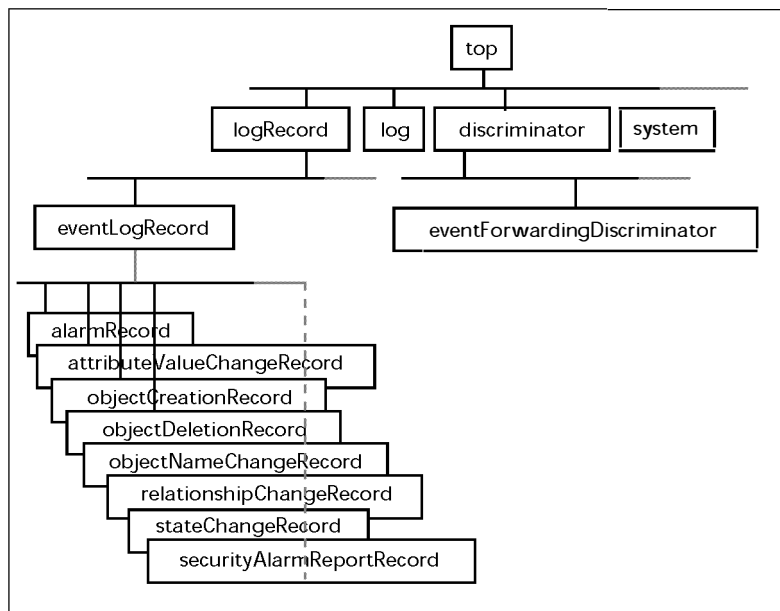 top
logRecord
log
discriminator
system
eventLogRecord
eventForwardingDiscriminator
alarmRecord
attributeValueChangeRecord
objectCreationRecord
objectDeletionRecord
objectNameChangeRecord
relationshipChangeRecord
stateChangeRecord
securityAlarmReportRecord